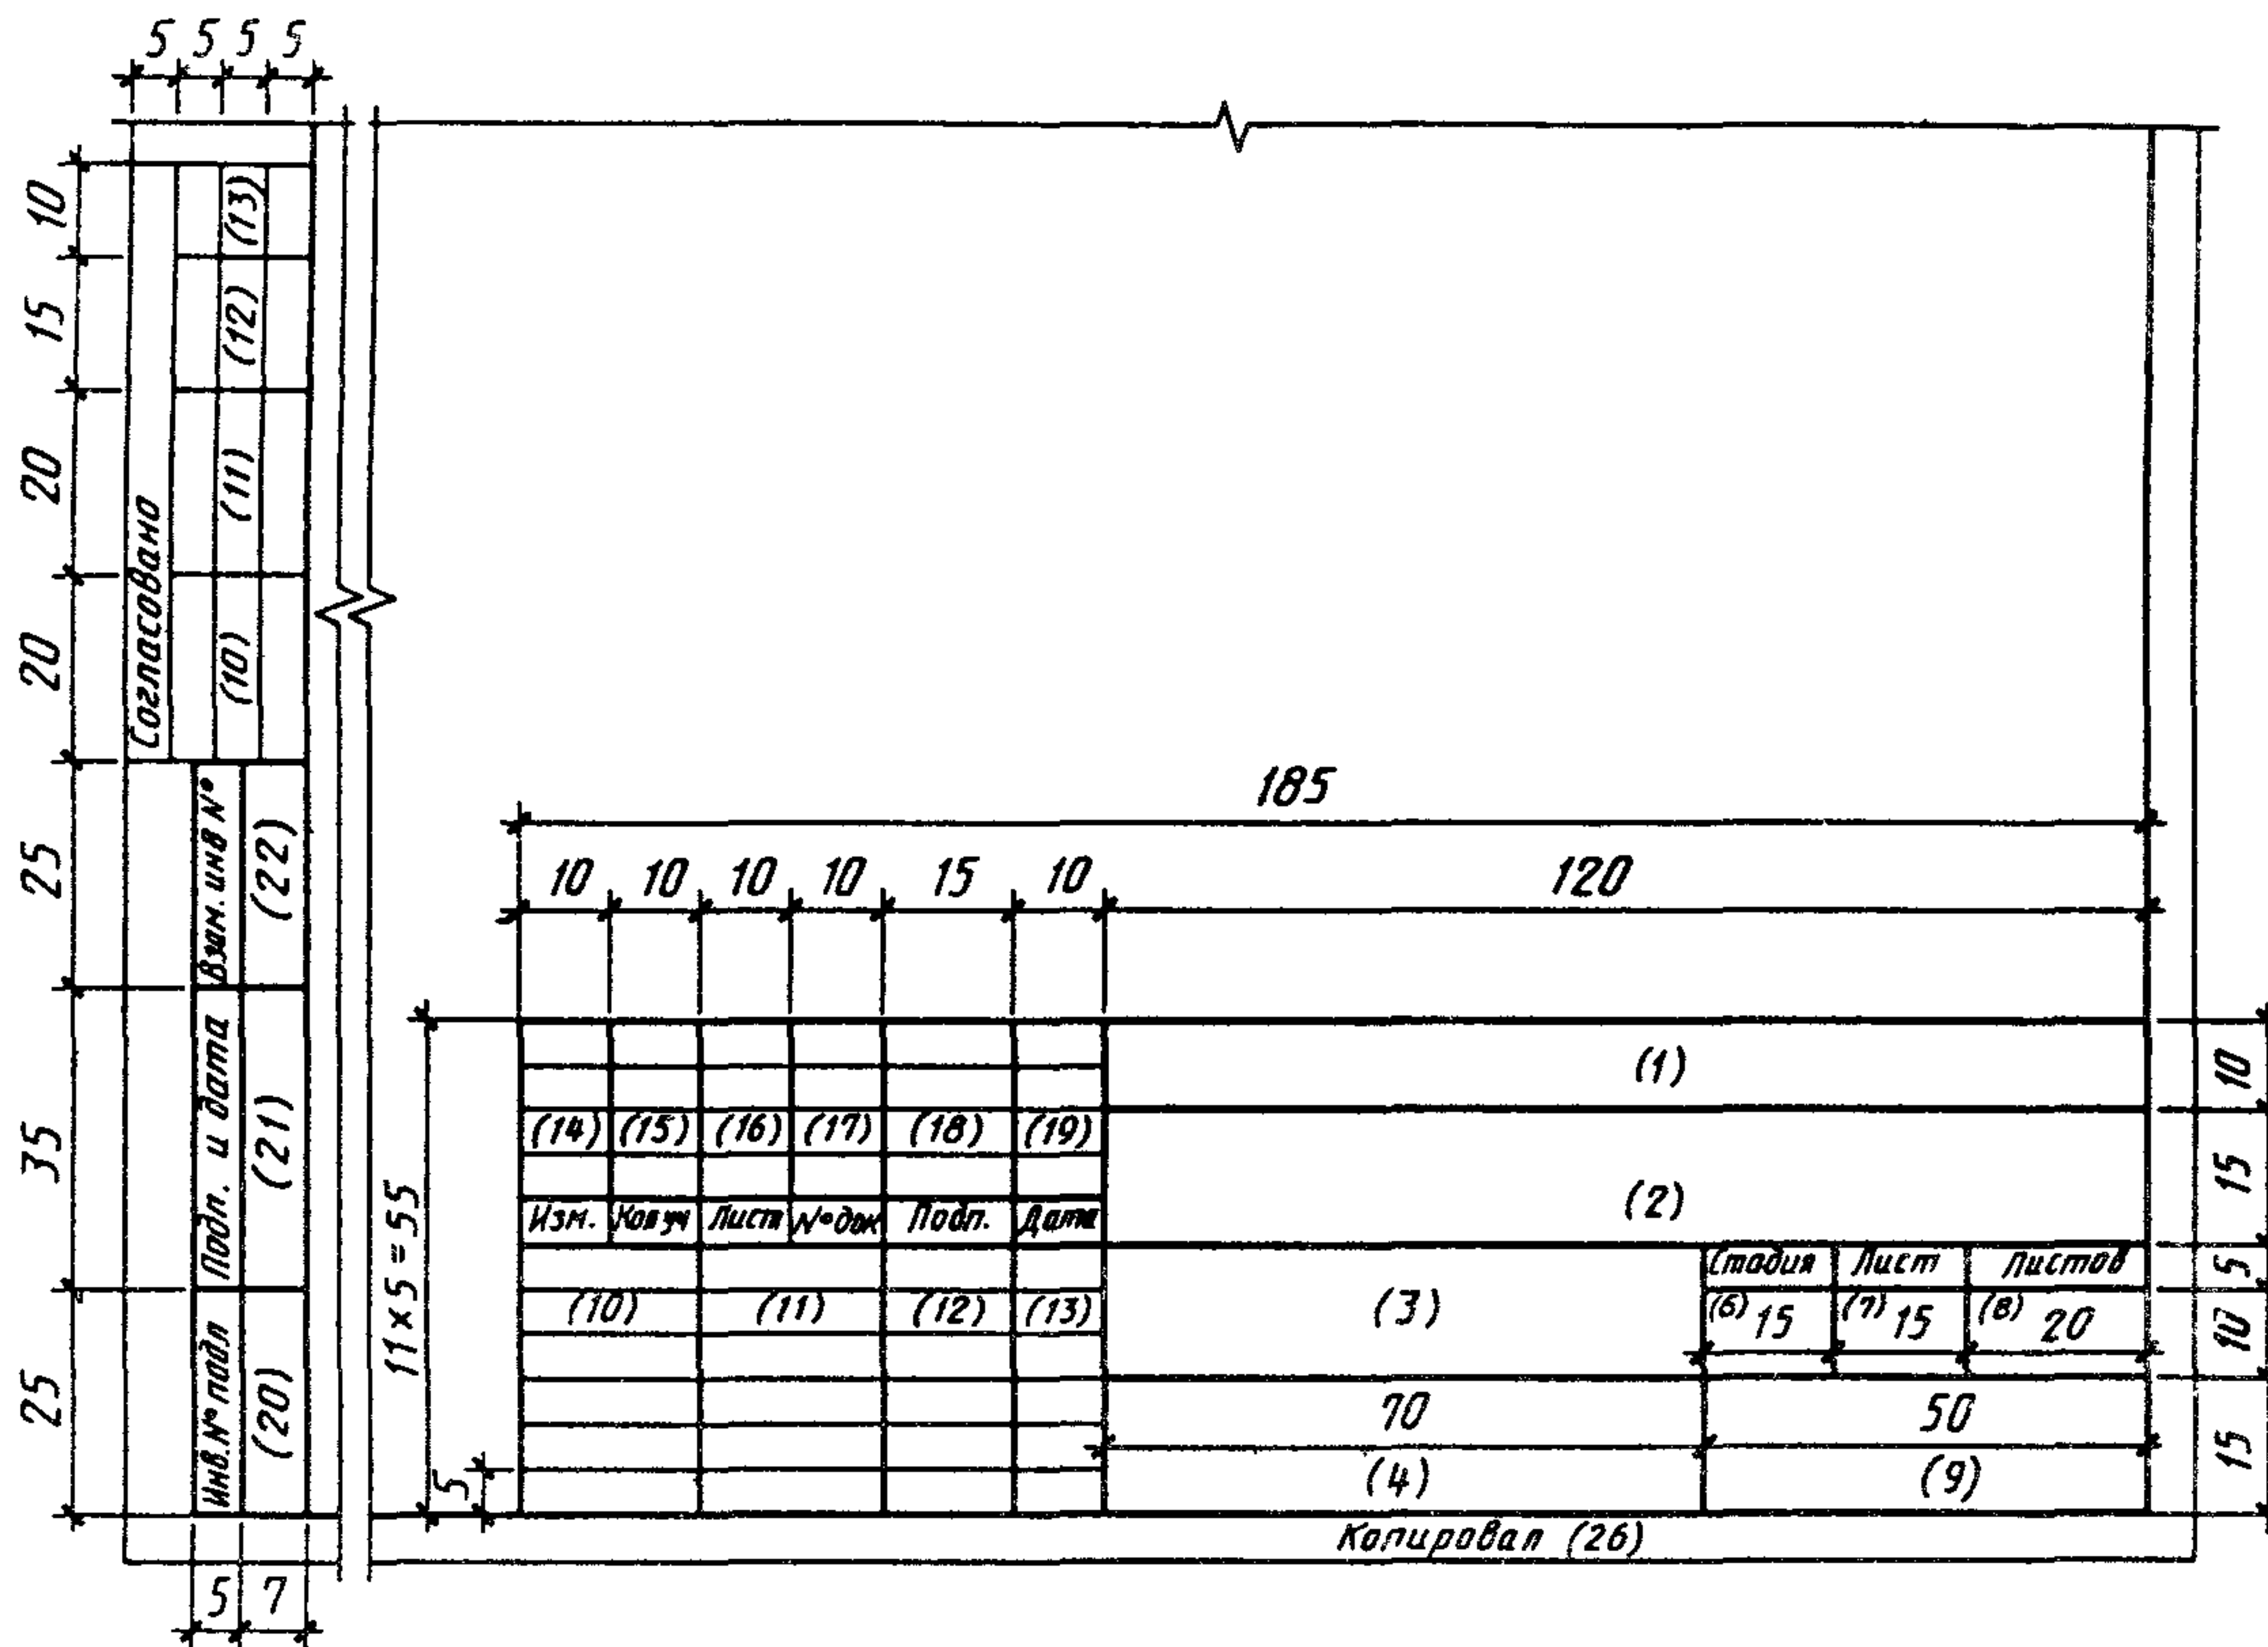 5 5 5 5
10
(13)
15
(12)
20
(11)
20
(10)
Согласовано
185
10 10 10 10 15 10 120
25
Взам. инв N°
(22)
35
Подп. и дата
(21)
25
Инв. N° подл
(20)
5 7
11 x 5 = 55
5
(1)
10
(14) (15) (16) (17) (18) (19)
(2)
15
Изм. Кол уч Лист N° док Подп. Дата
Стадия Лист Листов
5
(10) (11) (12) (13)
(3)
(6) 15 (7) 15 (8) 20
10
70 50
(4) (9)
15
Копировал (26)